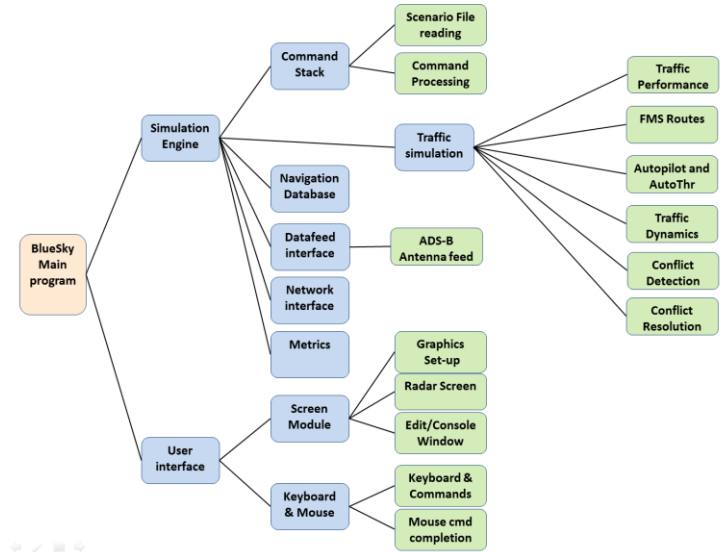 BlueSky
Main
program
Simulation
Engine
User
interface
Command
Stack
Navigation
Database
Datafeed
interface
Network
interface
Metrics
Screen
Module
Keyboard
& Mouse
Scenario File
reading
Command
Processing
Traffic
simulation
ADS-B
Antenna feed
Graphics
Set-up
Radar Screen
Edit/Console
Window
Keyboard &
Commands
Mouse cmd
completion
Traffic
Performance
FMS Routes
Autopilot and
AutoThr
Traffic
Dynamics
Conflict
Detection
Conflict
Resolution